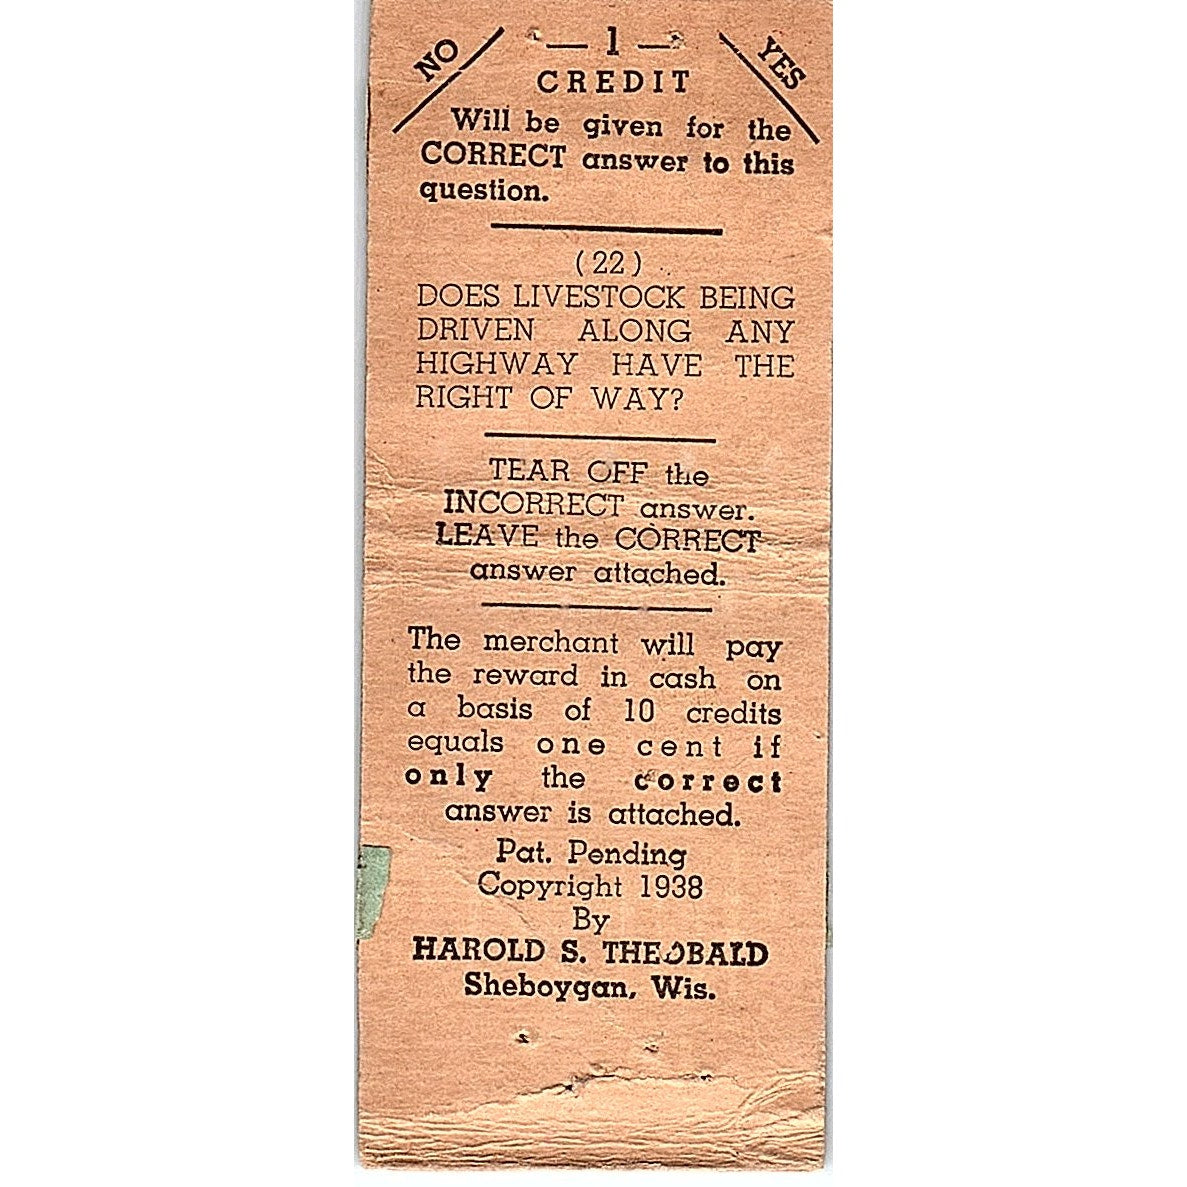 NO
— 1 —
YES
CREDIT
Will be given for the
CORRECT answer to this
question.
(22)
DOES LIVESTOCK BEING
DRIVEN ALONG ANY
HIGHWAY HAVE THE
RIGHT OF WAY?
TEAR OFF the
INCORRECT answer.
LEAVE the CORRECT
answer attached.
The merchant will pay
the reward in cash on
a basis of 10 credits
equals one cent if
only the correct
answer is attached.
Pat. Pending
Copyright 1938
By
HAROLD S. THEOBALD
Sheboygan, Wis.